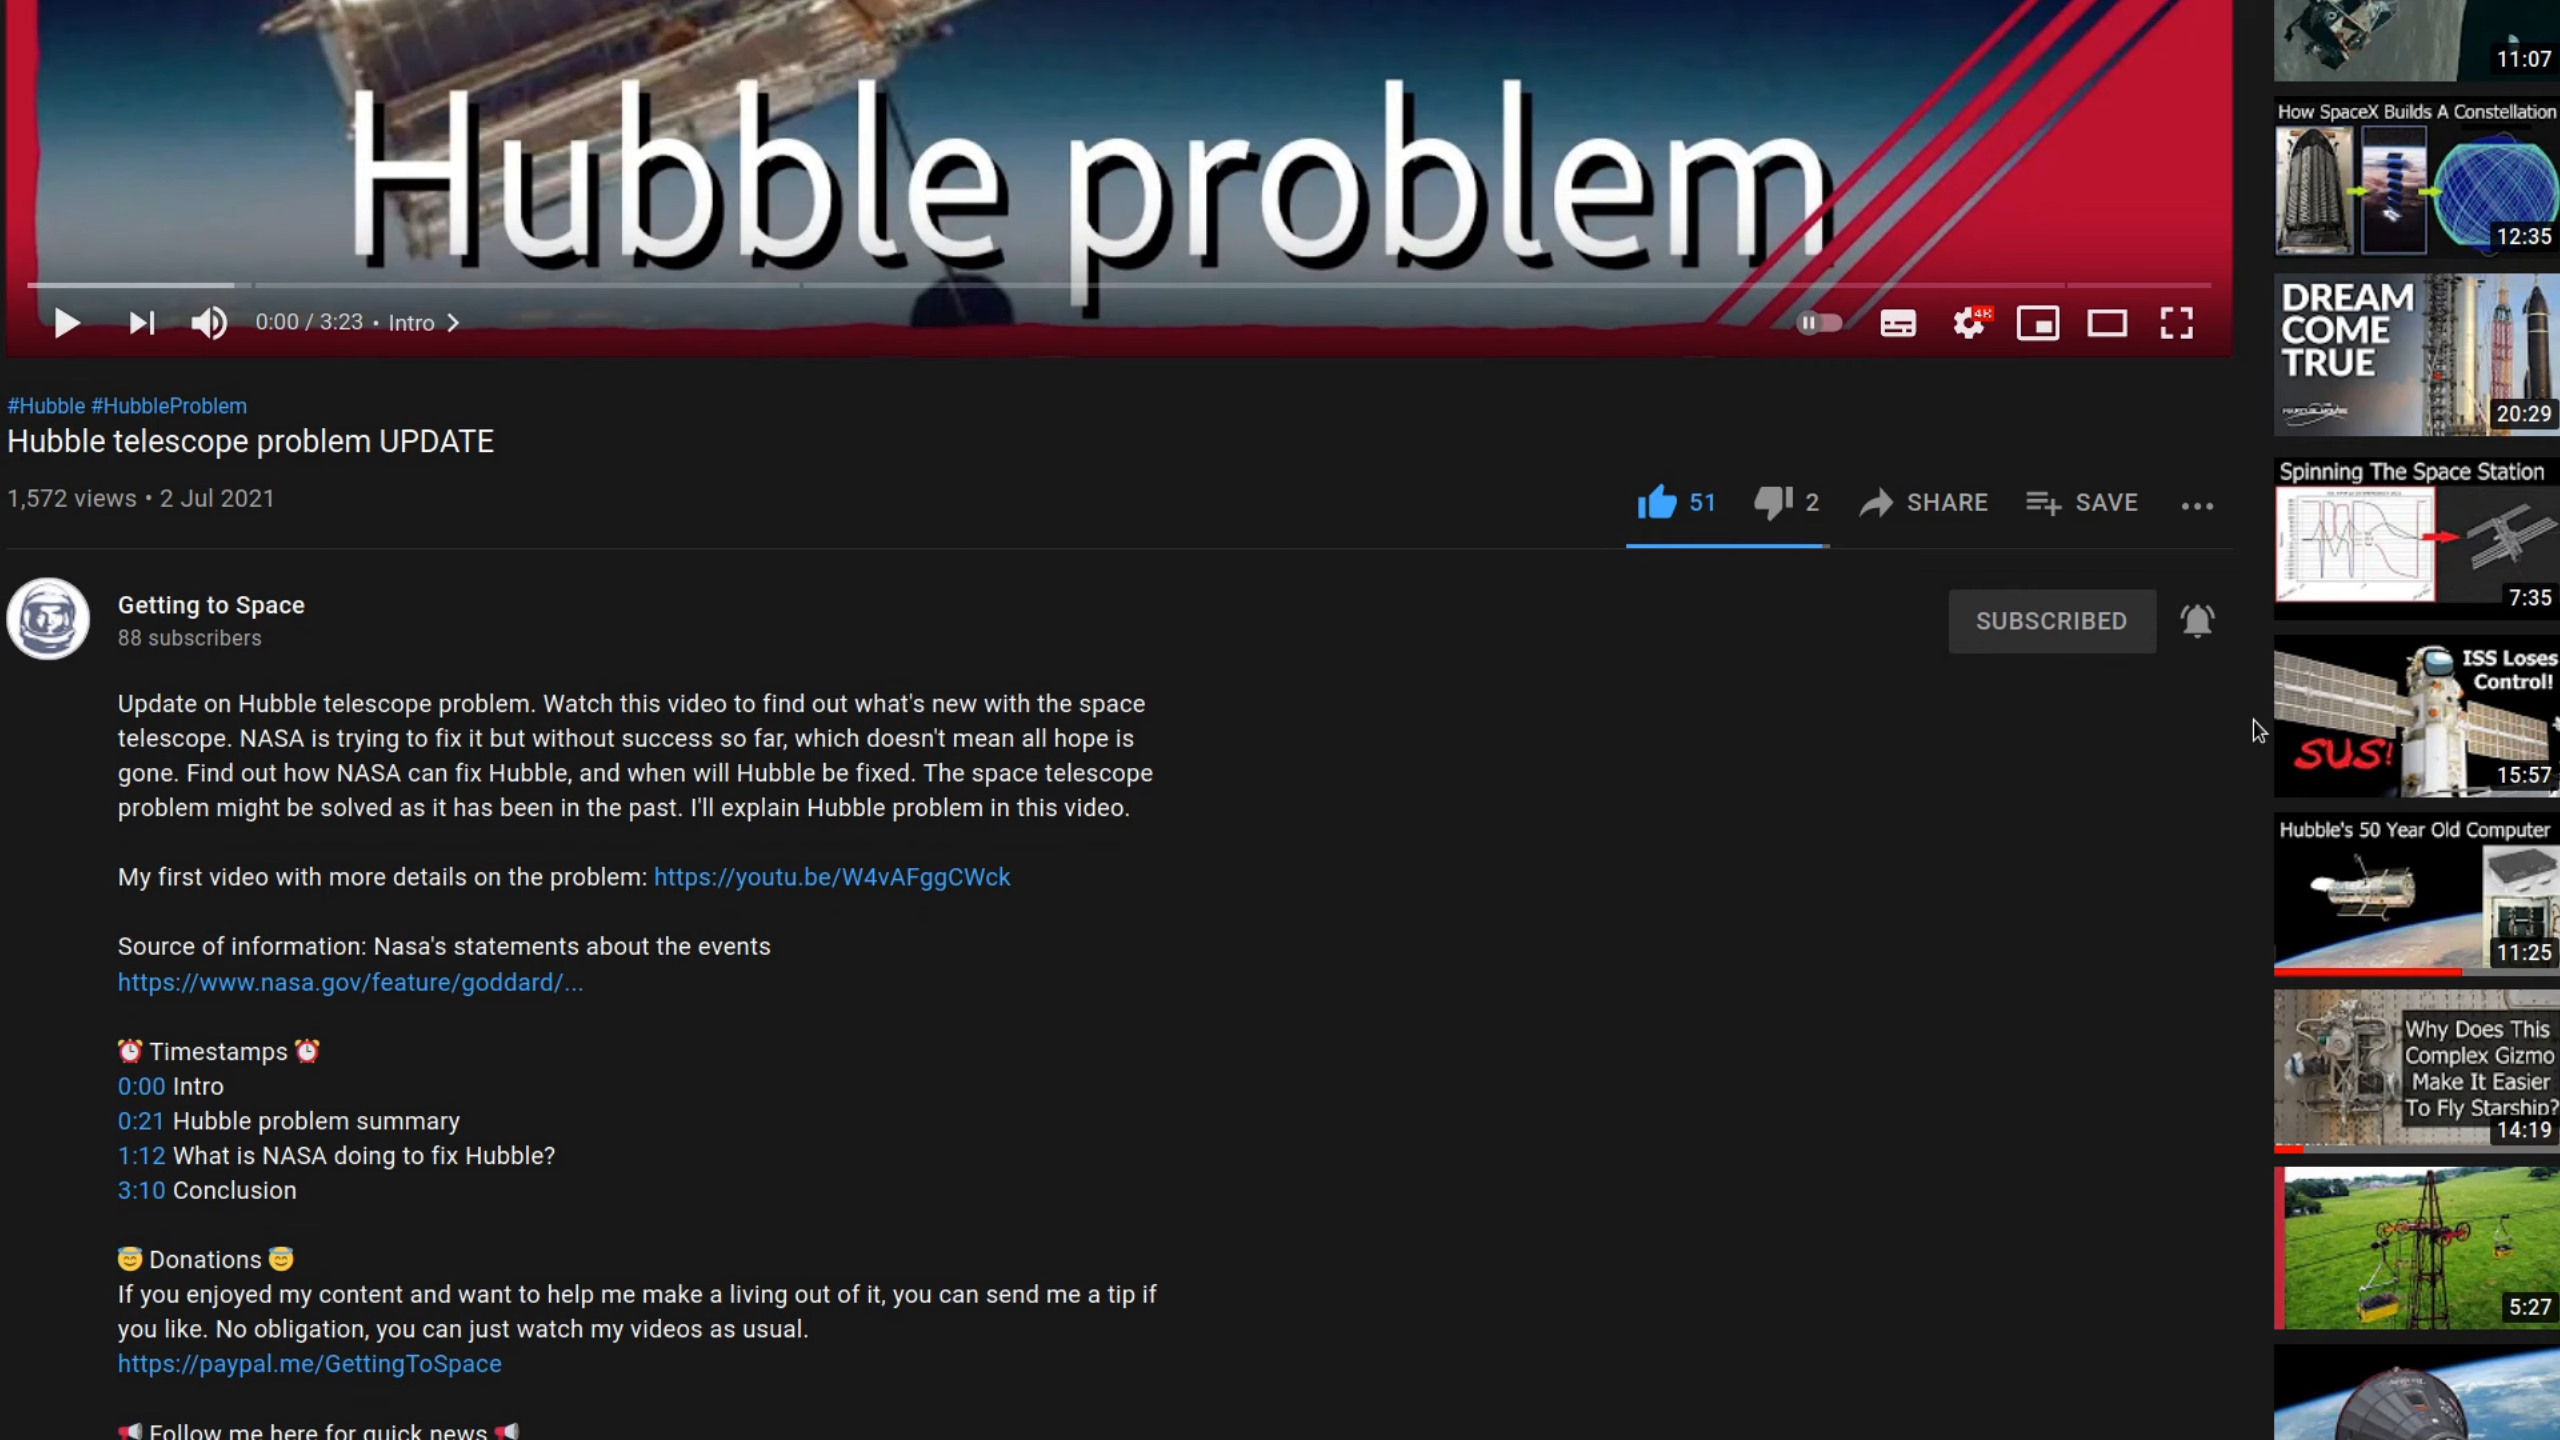 Hubble problem
0:00 / 3:23 • Intro
4K
#Hubble #HubbleProblem
Hubble telescope problem UPDATE
1,572 views • 2 Jul 2021
51
2
SHARE
SAVE
Getting to Space
88 subscribers
SUBSCRIBED
Update on Hubble telescope problem. Watch this video to find out what's new with the space
telescope. NASA is trying to fix it but without success so far, which doesn't mean all hope is
gone. Find out how NASA can fix Hubble, and when will Hubble be fixed. The space telescope
problem might be solved as it has been in the past. I'll explain Hubble problem in this video.
My first video with more details on the problem: https://youtu.be/W4vAFggCWck
Source of information: Nasa's statements about the events
https://www.nasa.gov/feature/goddard/...
⏰ Timestamps ⏰
0:00 Intro
0:21 Hubble problem summary
1:12 What is NASA doing to fix Hubble?
3:10 Conclusion
😇 Donations 😇
If you enjoyed my content and want to help me make a living out of it, you can send me a tip if
you like. No obligation, you can just watch my videos as usual.
https://paypal.me/GettingToSpace
📢 Follow me here for quick news 📢
11:07
How SpaceX Builds A Constellation
12:35
DREAM
COME
TRUE
20:29
Spinning The Space Station
7:35
ISS Loses
Control!
SUS!
15:57
Hubble's 50 Year Old Computer
11:25
Why Does This
Complex Gizmo
Make It Easier
To Fly Starship?
14:19
5:27